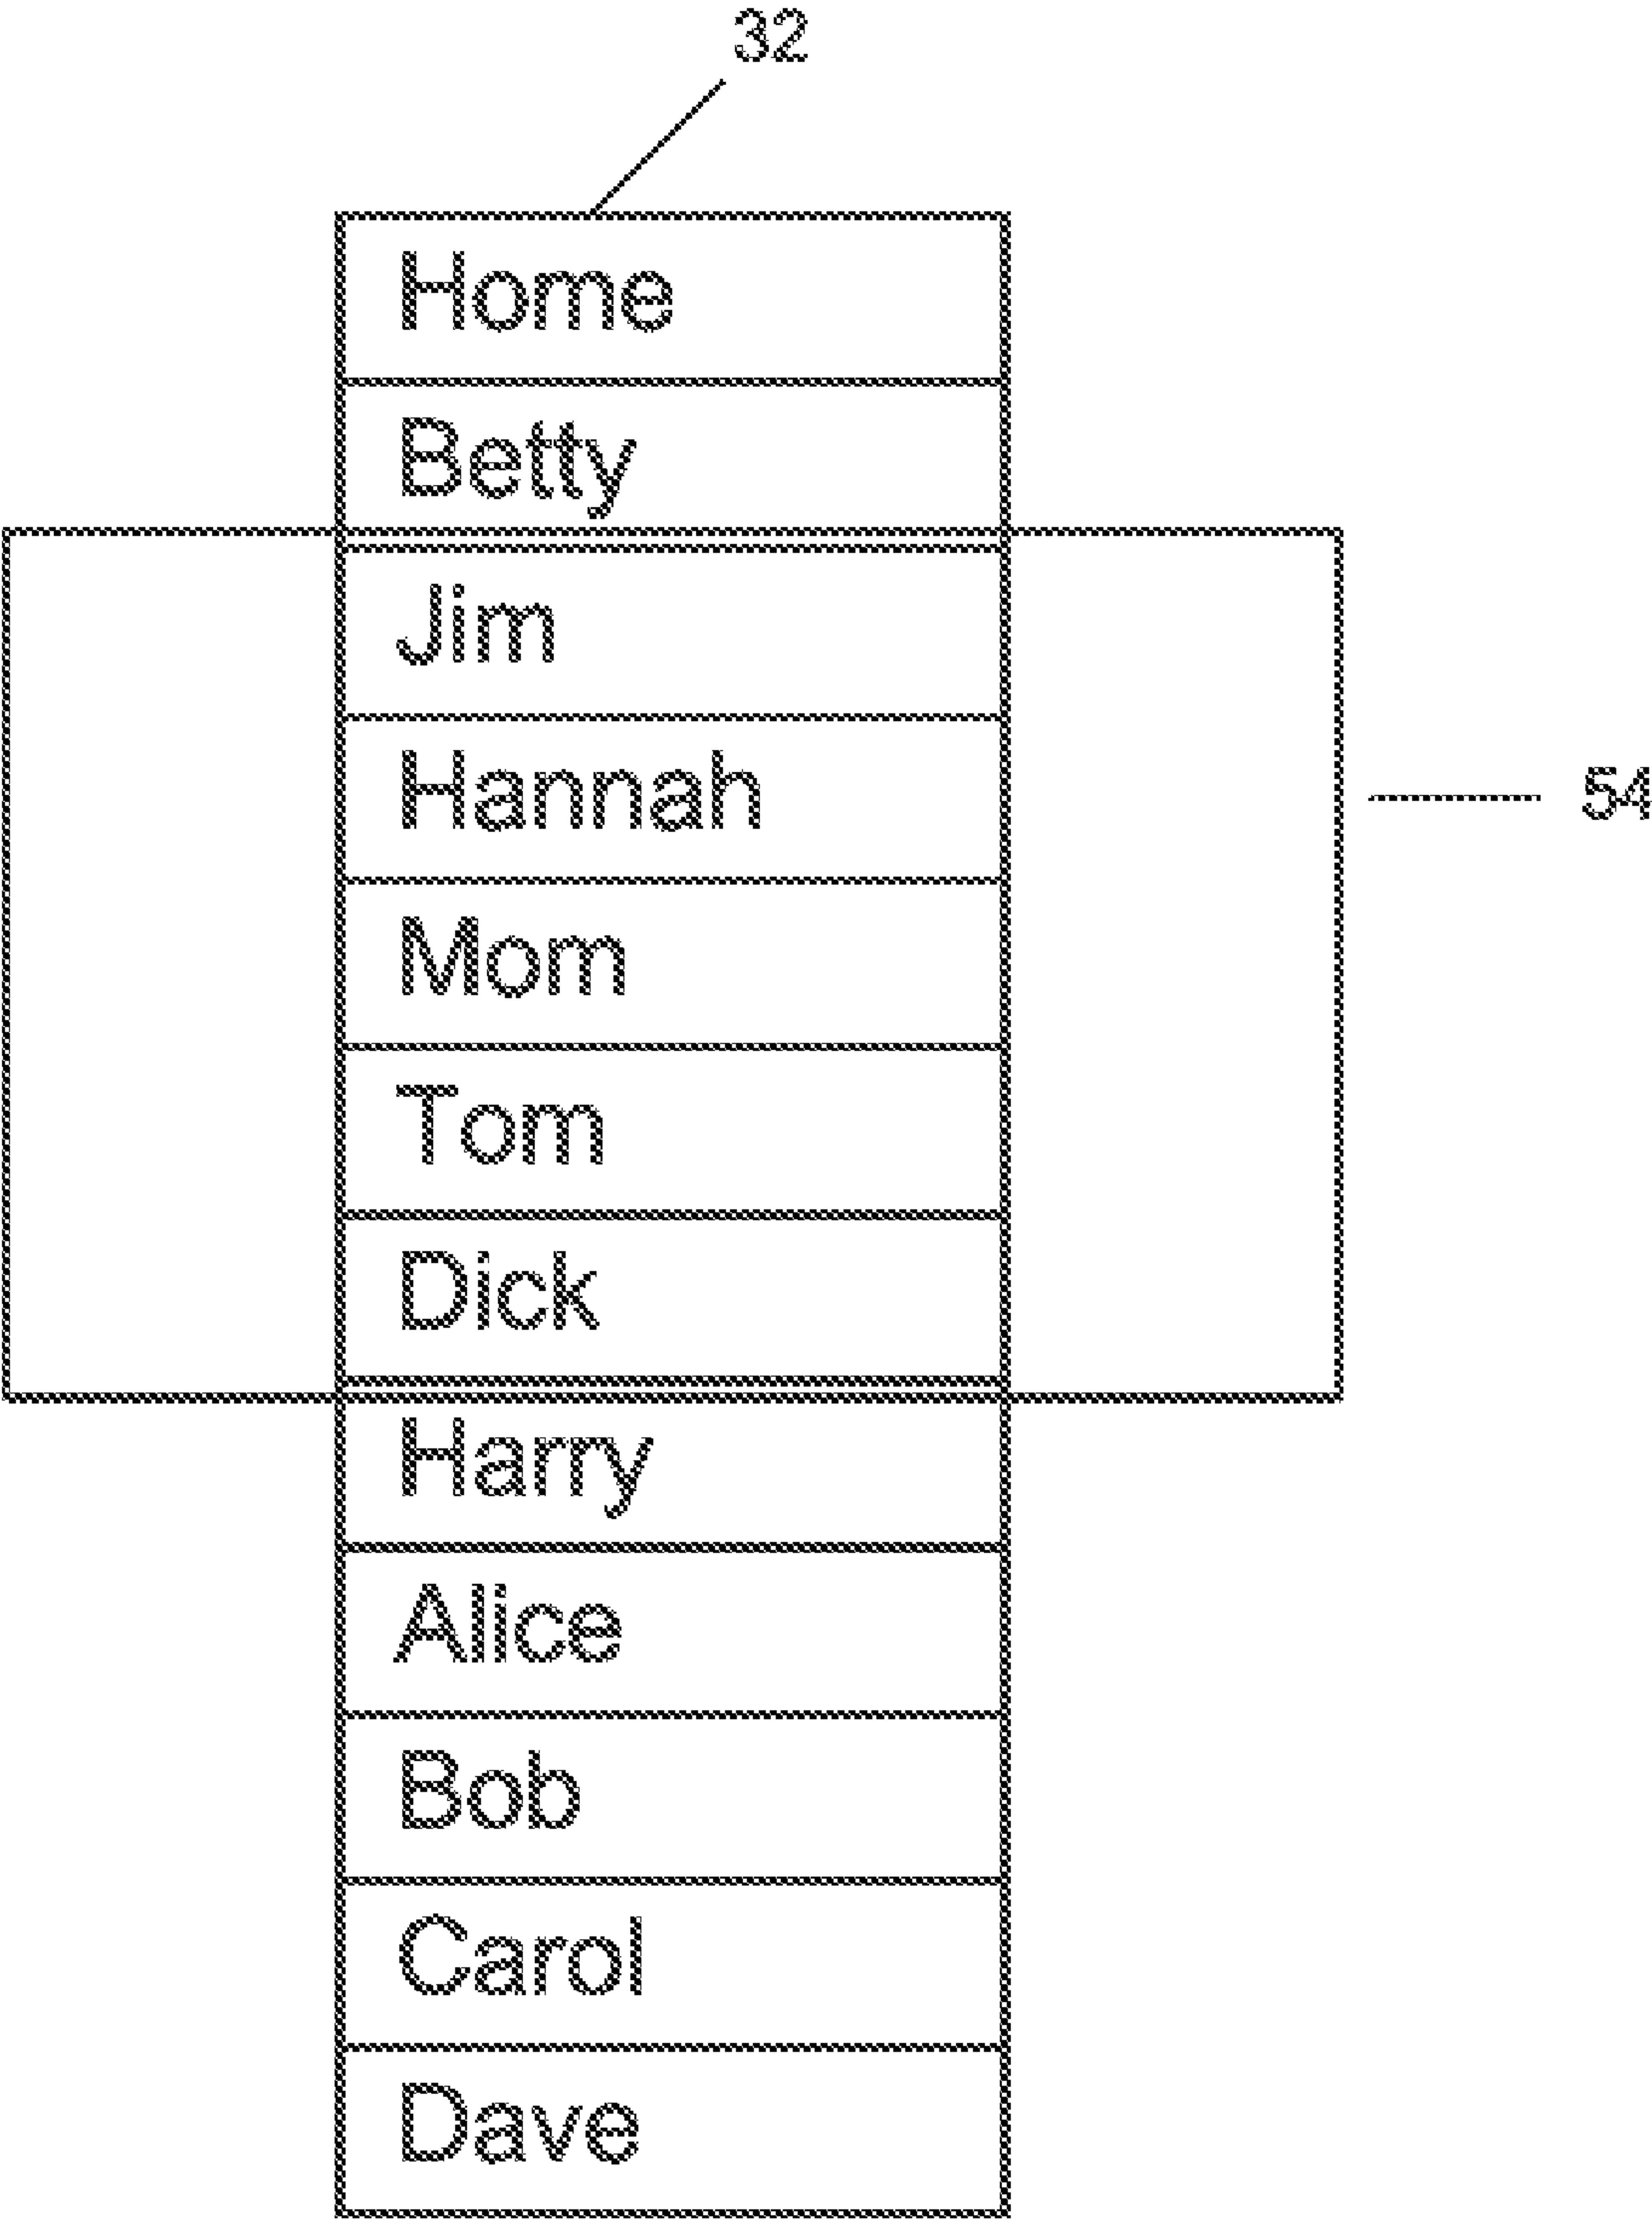 32
Home
Betty
Jim
Hannah
54
Mom
Tom
Dick
Harry
Alice
Bob
Carol
Dave